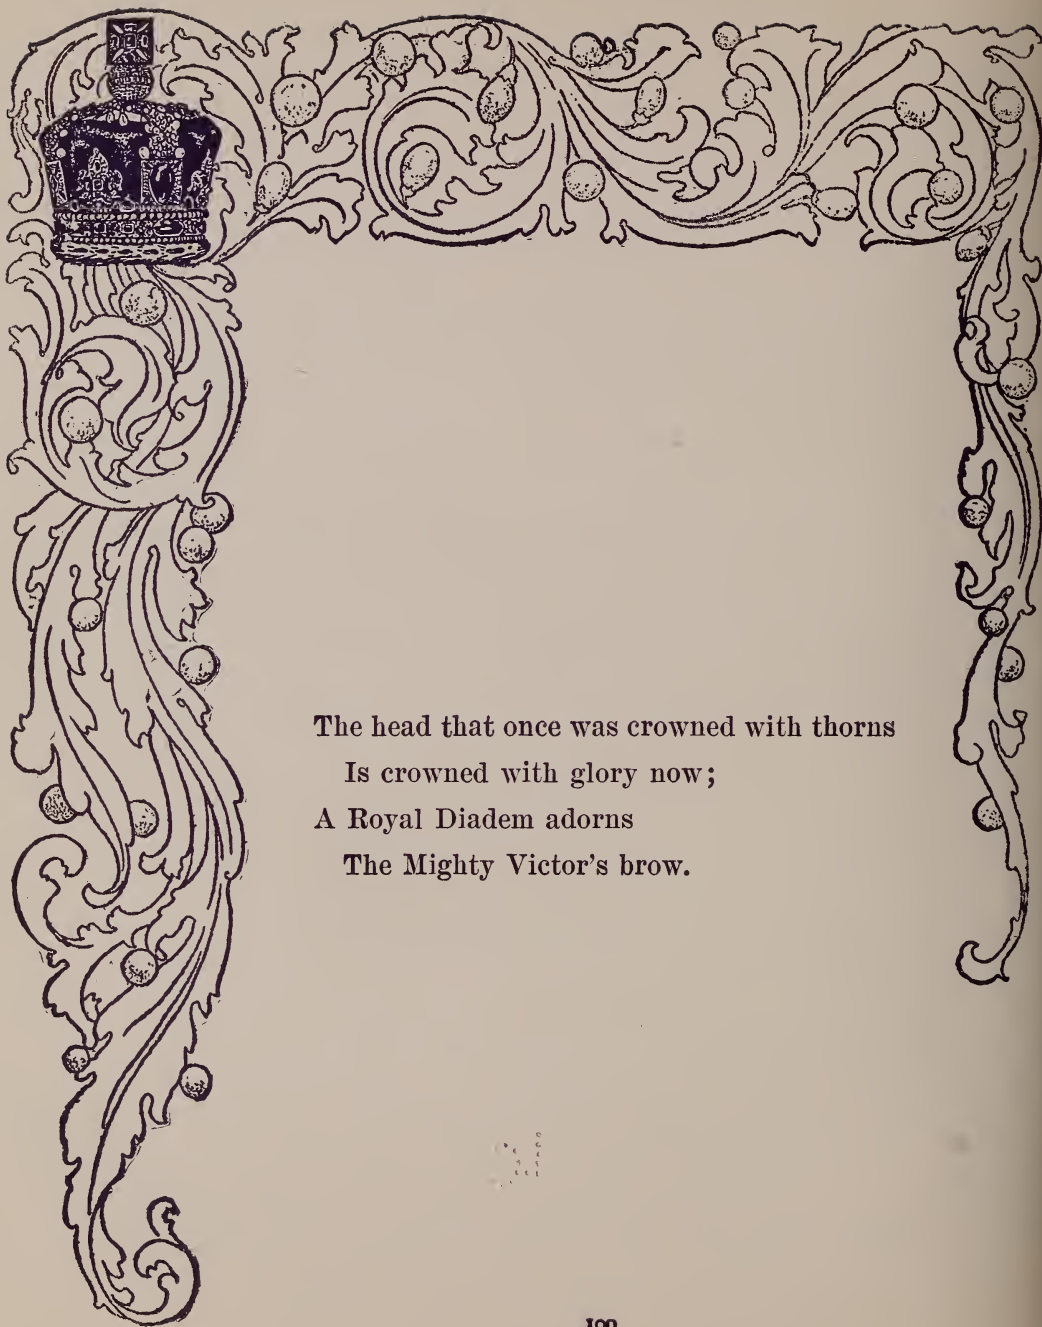 The head that once was crowned with thorns
Is crowned with glory now;
A Royal Diadem adorns
The Mighty Victor's brow.